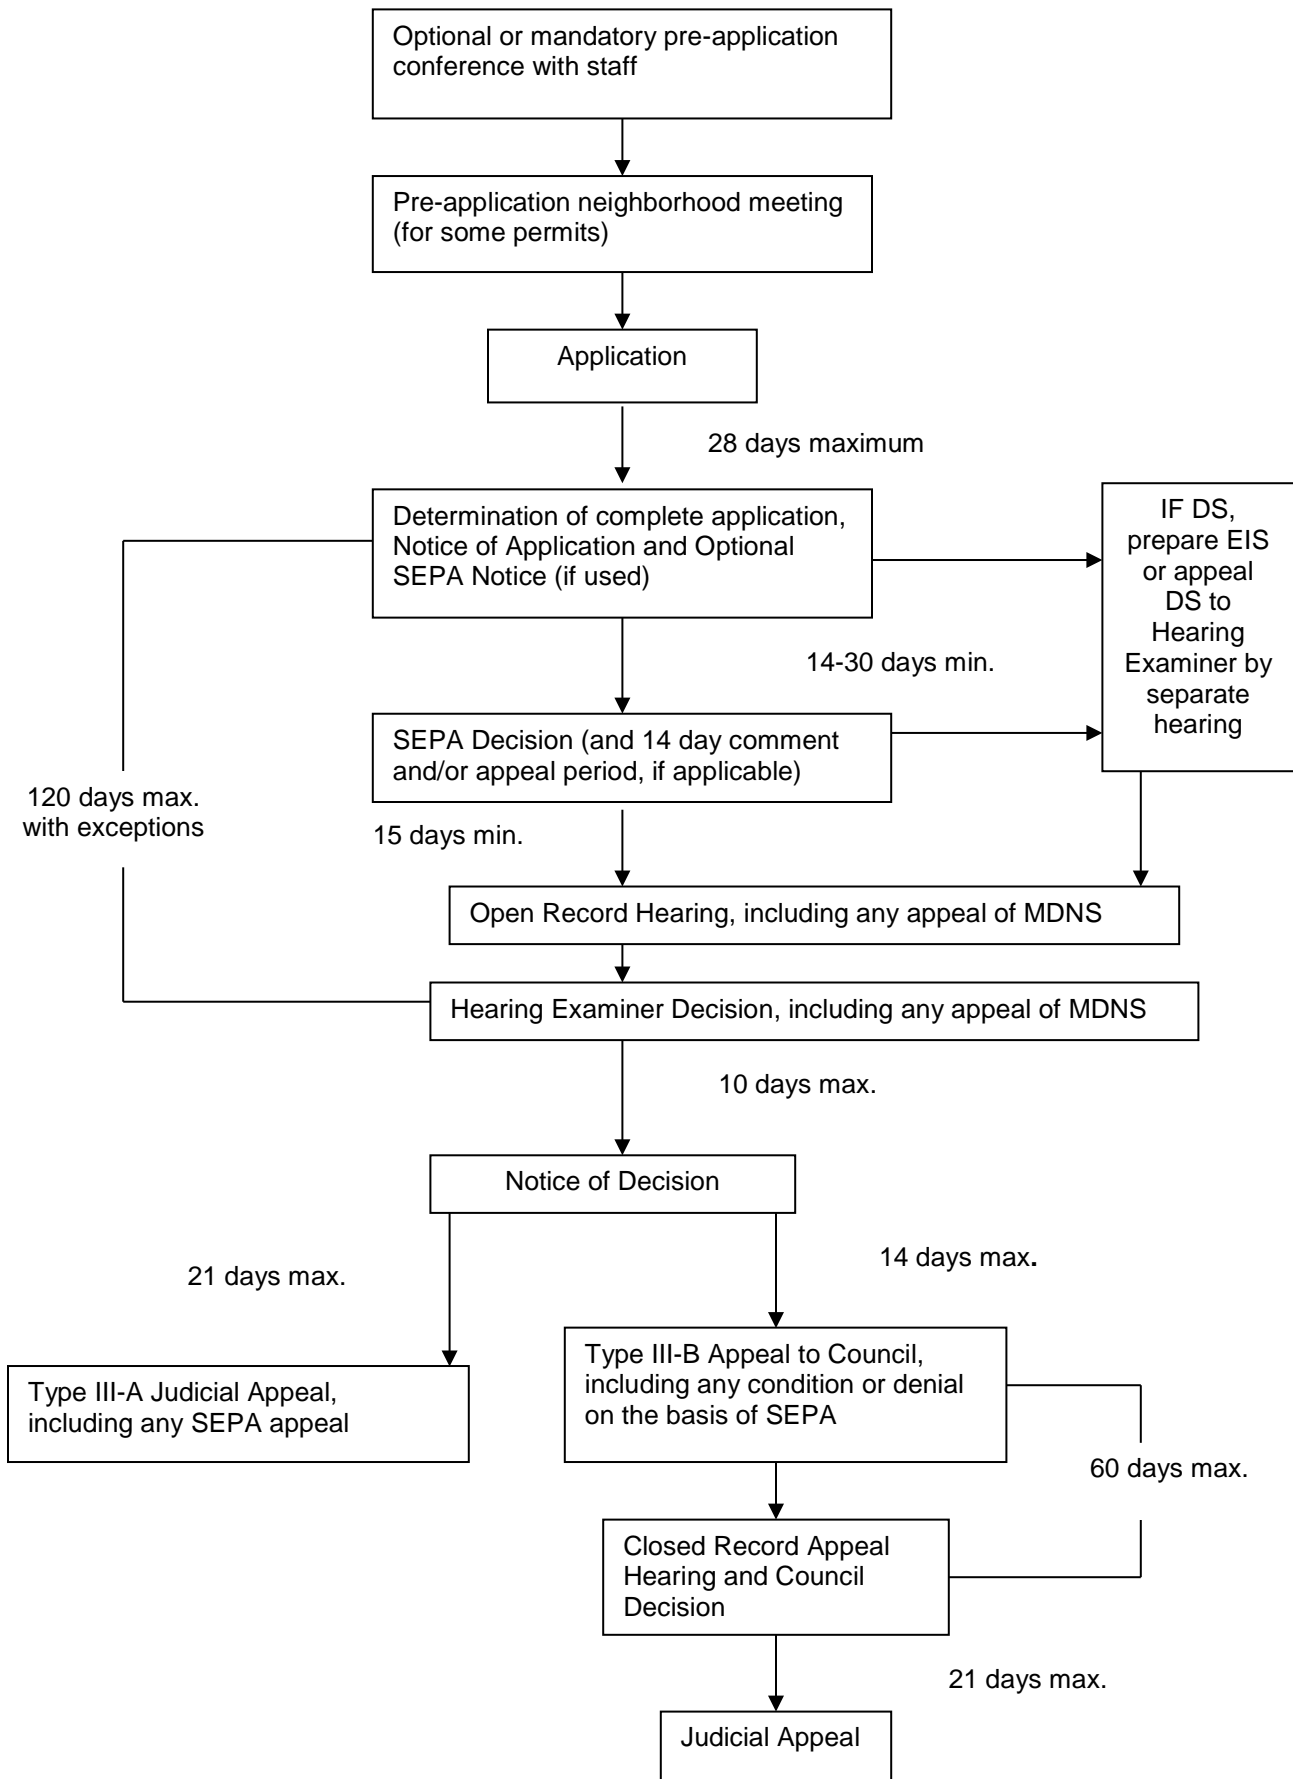 Optional or mandatory pre-application
conference with staff
Pre-application neighborhood meeting
(for some permits)
Application
28 days maximum
Determination of complete application,
Notice of Application and Optional
SEPA Notice (if used)
IF DS,
prepare EIS
or appeal
DS to
Hearing
Examiner by
separate
hearing
14-30 days min.
SEPA Decision (and 14 day comment
and/or appeal period, if applicable)
120 days max.
with exceptions
15 days min.
Open Record Hearing, including any appeal of MDNS
Hearing Examiner Decision, including any appeal of MDNS
10 days max.
Notice of Decision
21 days max.
14 days max.
Type III-A Judicial Appeal,
including any SEPA appeal
Type III-B Appeal to Council,
including any condition or denial
on the basis of SEPA
60 days max.
Closed Record Appeal
Hearing and Council
Decision
21 days max.
Judicial Appeal